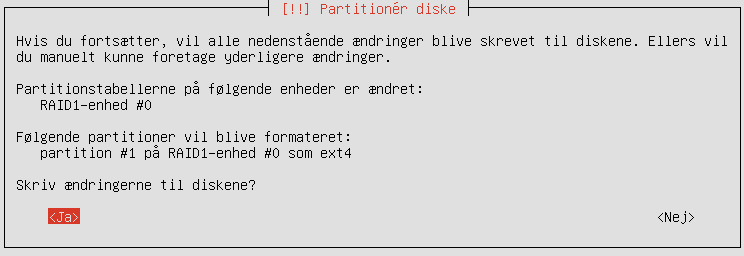 [!!] Partitionér diske
Hvis du fortsætter, vil alle nedenstående ændringer blive skrevet til diskene. Ellers vil
du manuelt kunne foretage yderligere ændringer.
Partitionstabellerne på følgende enheder er ændret:
RAID1-enhed #0
Følgende partitioner vil blive formateret:
partition #1 på RAID1-enhed #0 som ext4
Skriv ændringerne til diskene?
<Ja> <Nej>